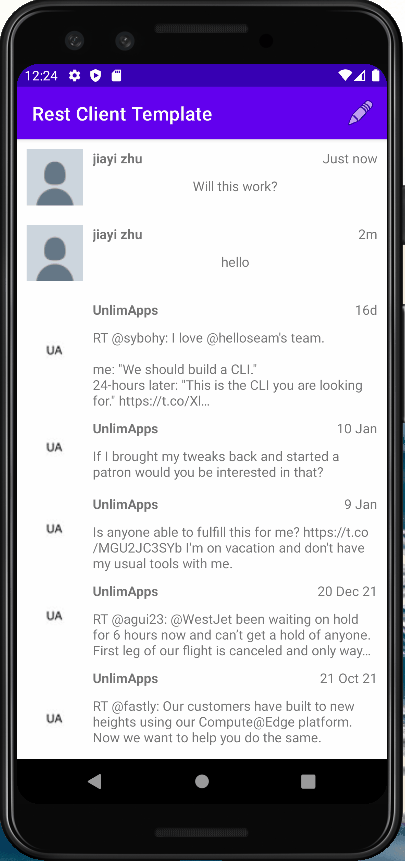 12:24
Rest Client Template
jiayi zhu Just now
Will this work?
jiayi zhu 2m
hello
UnlimApps 16d
UA
RT @sybohy: I love @helloseam's team.
me: "We should build a CLI."
24-hours later: "This is the CLI you are looking
for." https://t.co/Xl…
UnlimApps 10 Jan
UA
If I brought my tweaks back and started a
patron would you be interested in that?
UnlimApps 9 Jan
UA
Is anyone able to fulfill this for me? https://t.co
/MGU2JC3SYb I'm on vacation and don't have
my usual tools with me.
UnlimApps 20 Dec 21
UA
RT @agui23: @WestJet been waiting on hold
for 6 hours now and can't get a hold of anyone.
First leg of our flight is canceled and only way…
UnlimApps 21 Oct 21
UA
RT @fastly: Our customers have built to new
heights using our Compute@Edge platform.
Now we want to help you do the same.